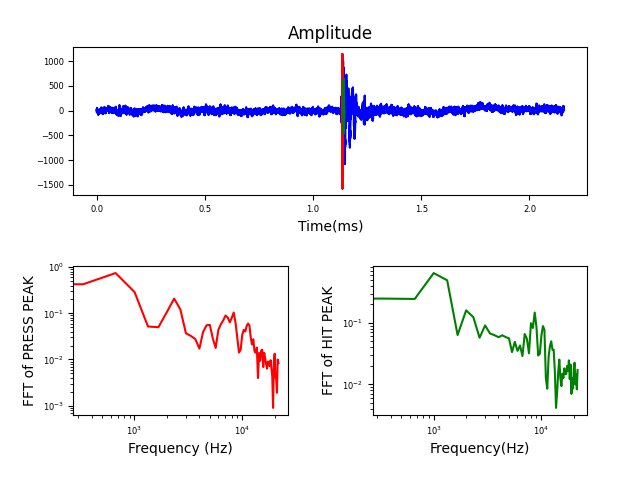 Amplitude
1000
500
0
−500
−1000
−1500
0.0 0.5 1.0 1.5 2.0
Time(ms)
FFT of PRESS PEAK
10⁰
10⁻¹
10⁻²
10⁻³
10³ 10⁴
Frequency (Hz)
FFT of HIT PEAK
10⁻¹
10⁻²
10³ 10⁴
Frequency(Hz)